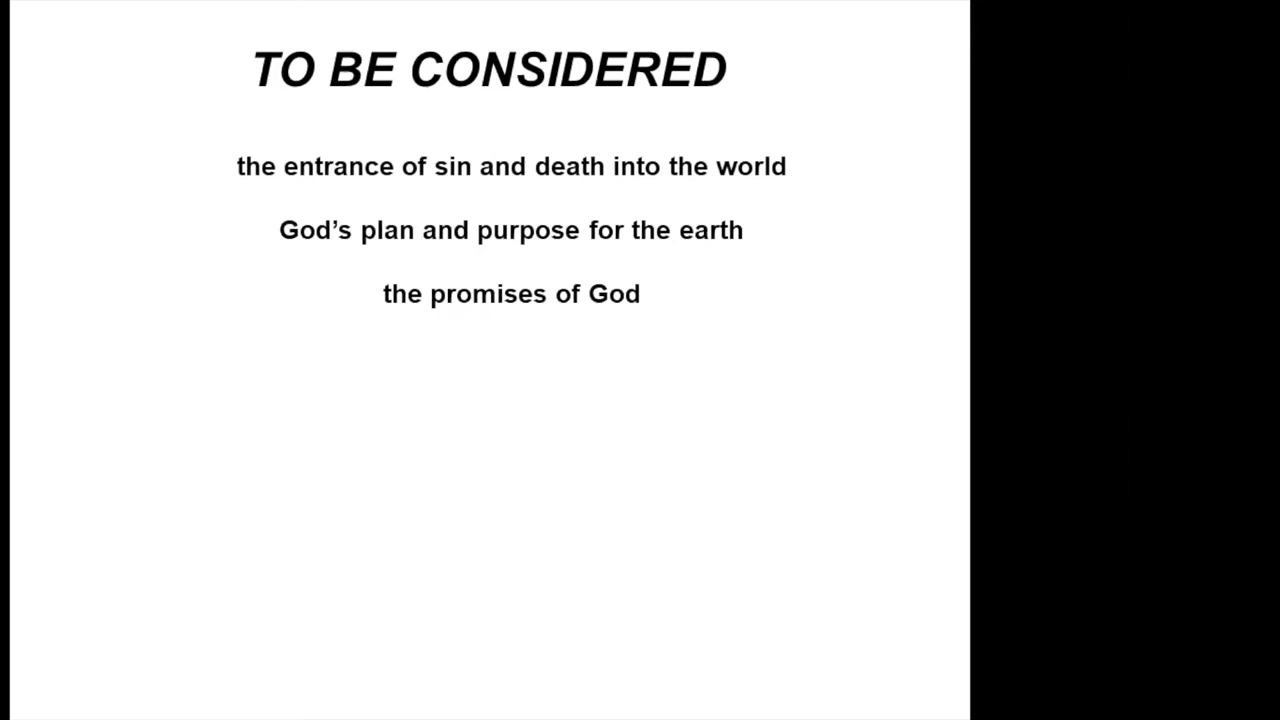 TO BE CONSIDERED
the entrance of sin and death into the world
God’s plan and purpose for the earth
the promises of God